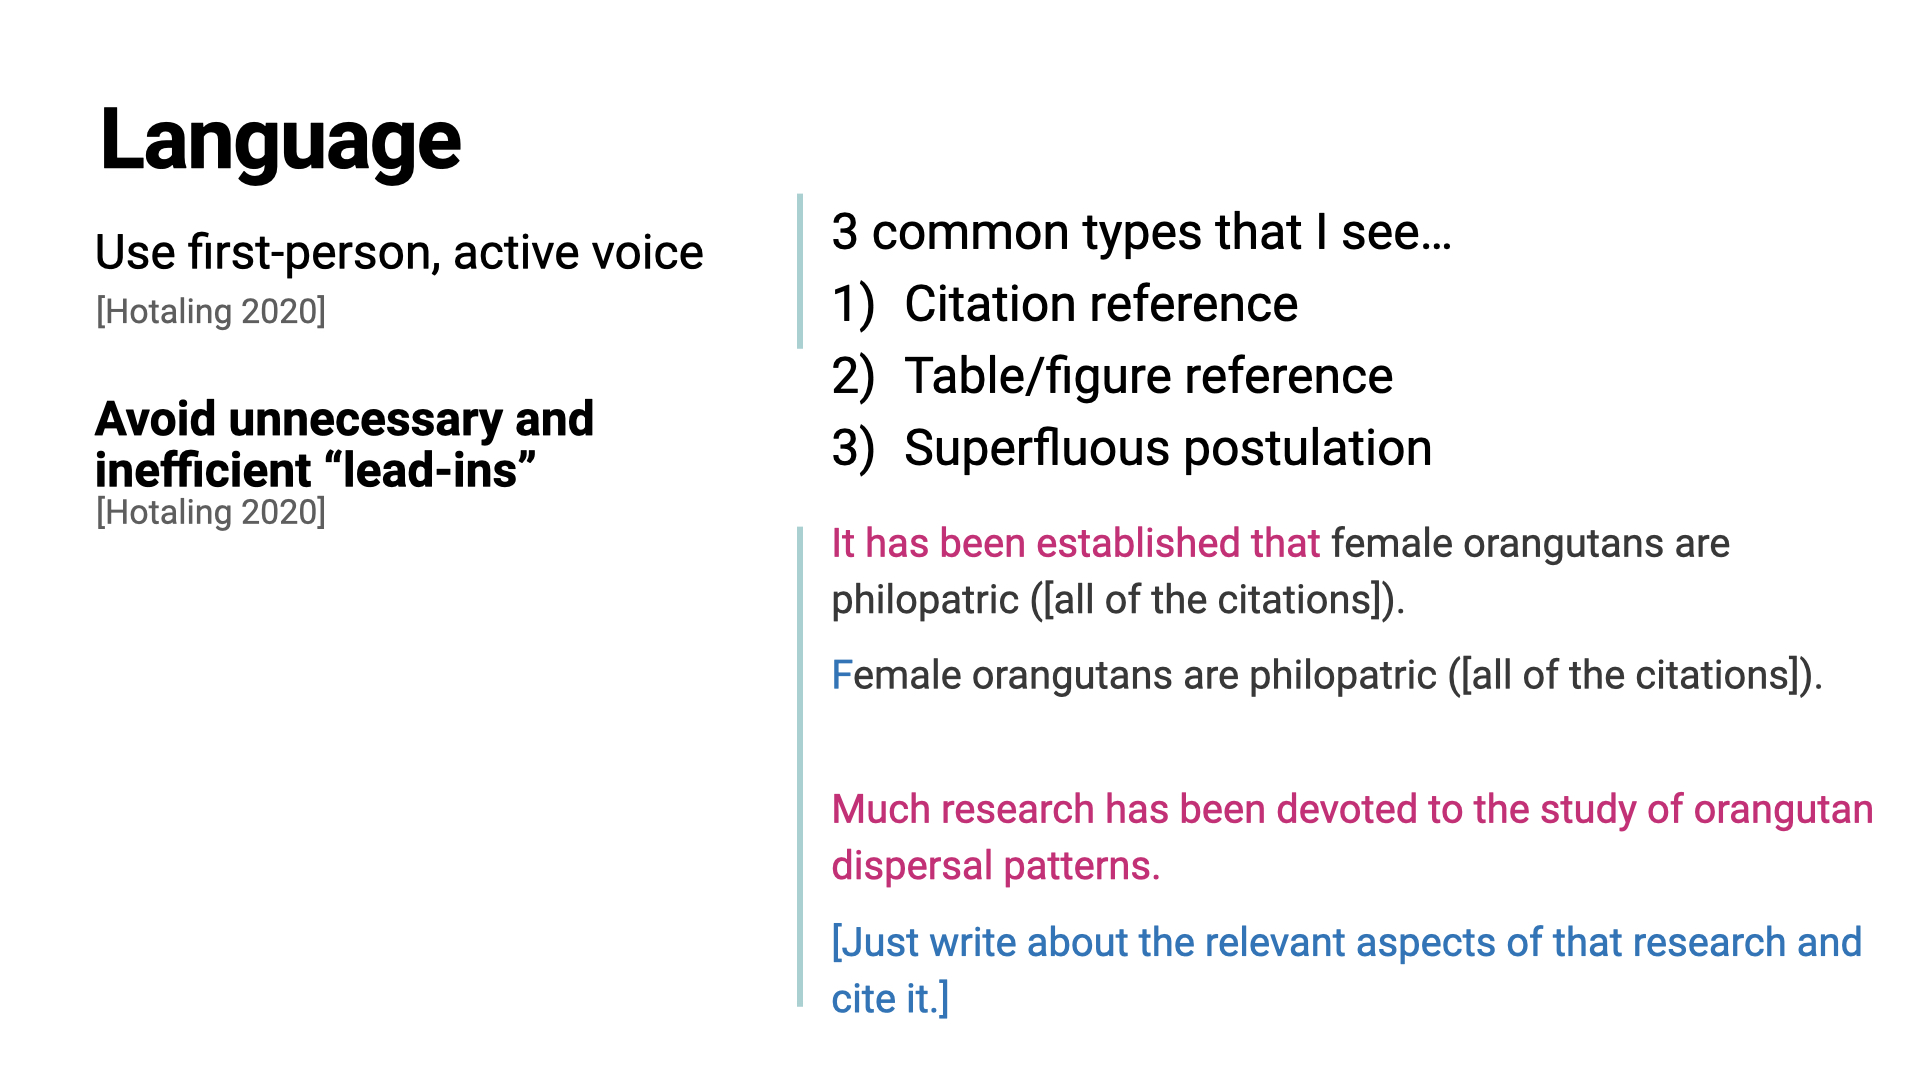 Language
Use first-person, active voice
[Hotaling 2020]
Avoid unnecessary and
inefficient “lead-ins”
[Hotaling 2020]
3 common types that I see…
1) Citation reference
2) Table/figure reference
3) Superfluous postulation
It has been established that female orangutans are
philopatric ([all of the citations]).
Female orangutans are philopatric ([all of the citations]).
Much research has been devoted to the study of orangutan
dispersal patterns.
[Just write about the relevant aspects of that research and
cite it.]